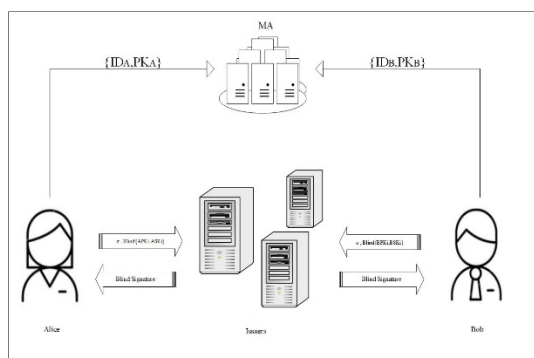 MA
{IDA,PKA}
{IDB,PKB}
Blind Signature
Blind Signature
Alice
Issuers
Bob